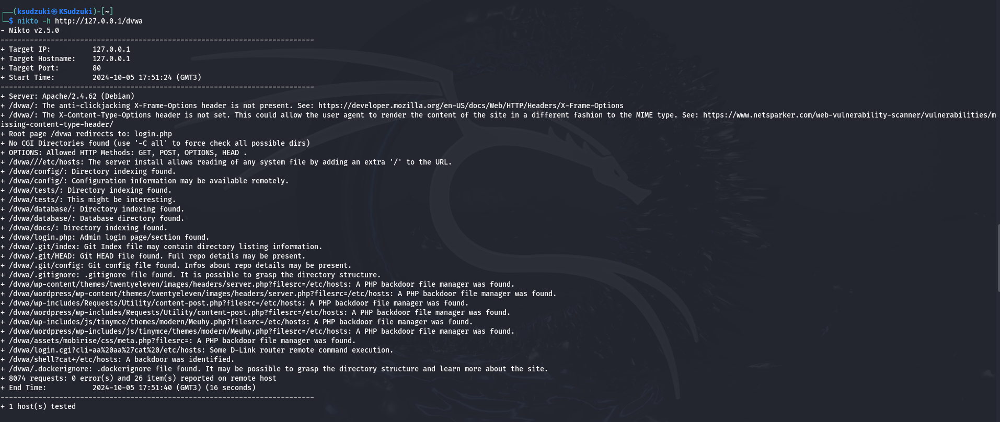 ┌──(ksudzuki㉿KSudzuki)-[~]
└─$ nikto -h http://127.0.0.1/dvwa
- Nikto v2.5.0
---------------------------------------------------------------------------
+ Target IP:          127.0.0.1
+ Target Hostname:    127.0.0.1
+ Target Port:        80
+ Start Time:         2024-10-05 17:51:24 (GMT3)
---------------------------------------------------------------------------
+ Server: Apache/2.4.62 (Debian)
+ /dvwa/: The anti-clickjacking X-Frame-Options header is not present. See: https://developer.mozilla.org/en-US/docs/Web/HTTP/Headers/X-Frame-Options
+ /dvwa/: The X-Content-Type-Options header is not set. This could allow the user agent to render the content of the site in a different fashion to the MIME type. See: https://www.netsparker.com/web-vulnerability-scanner/vulnerabilities/m
issing-content-type-header/
+ Root page /dvwa redirects to: login.php
+ No CGI Directories found (use '-C all' to force check all possible dirs)
+ OPTIONS: Allowed HTTP Methods: GET, POST, OPTIONS, HEAD .
+ /dvwa///etc/hosts: The server install allows reading of any system file by adding an extra '/' to the URL.
+ /dvwa/config/: Directory indexing found.
+ /dvwa/config/: Configuration information may be available remotely.
+ /dvwa/tests/: Directory indexing found.
+ /dvwa/tests/: This might be interesting.
+ /dvwa/database/: Directory indexing found.
+ /dvwa/database/: Database directory found.
+ /dvwa/docs/: Directory indexing found.
+ /dvwa/login.php: Admin login page/section found.
+ /dvwa/.git/index: Git Index file may contain directory listing information.
+ /dvwa/.git/HEAD: Git HEAD file found. Full repo details may be present.
+ /dvwa/.git/config: Git config file found. Infos about repo details may be present.
+ /dvwa/.gitignore: .gitignore file found. It is possible to grasp the directory structure.
+ /dvwa/wp-content/themes/twentyeleven/images/headers/server.php?filesrc=/etc/hosts: A PHP backdoor file manager was found.
+ /dvwa/wordpress/wp-content/themes/twentyeleven/images/headers/server.php?filesrc=/etc/hosts: A PHP backdoor file manager was found.
+ /dvwa/wp-includes/Requests/Utility/content-post.php?filesrc=/etc/hosts: A PHP backdoor file manager was found.
+ /dvwa/wordpress/wp-includes/Requests/Utility/content-post.php?filesrc=/etc/hosts: A PHP backdoor file manager was found.
+ /dvwa/wp-includes/js/tinymce/themes/modern/Meuhy.php?filesrc=/etc/hosts: A PHP backdoor file manager was found.
+ /dvwa/wordpress/wp-includes/js/tinymce/themes/modern/Meuhy.php?filesrc=/etc/hosts: A PHP backdoor file manager was found.
+ /dvwa/assets/mobirise/css/meta.php?filesrc=: A PHP backdoor file manager was found.
+ /dvwa/login.cgi?cli=aa%20aa%27cat%20/etc/hosts: Some D-Link router remote command execution.
+ /dvwa/shell?cat+/etc/hosts: A backdoor was identified.
+ /dvwa/.dockerignore: .dockerignore file found. It may be possible to grasp the directory structure and learn more about the site.
+ 8074 requests: 0 error(s) and 26 item(s) reported on remote host
+ End Time:           2024-10-05 17:51:40 (GMT3) (16 seconds)
---------------------------------------------------------------------------
+ 1 host(s) tested